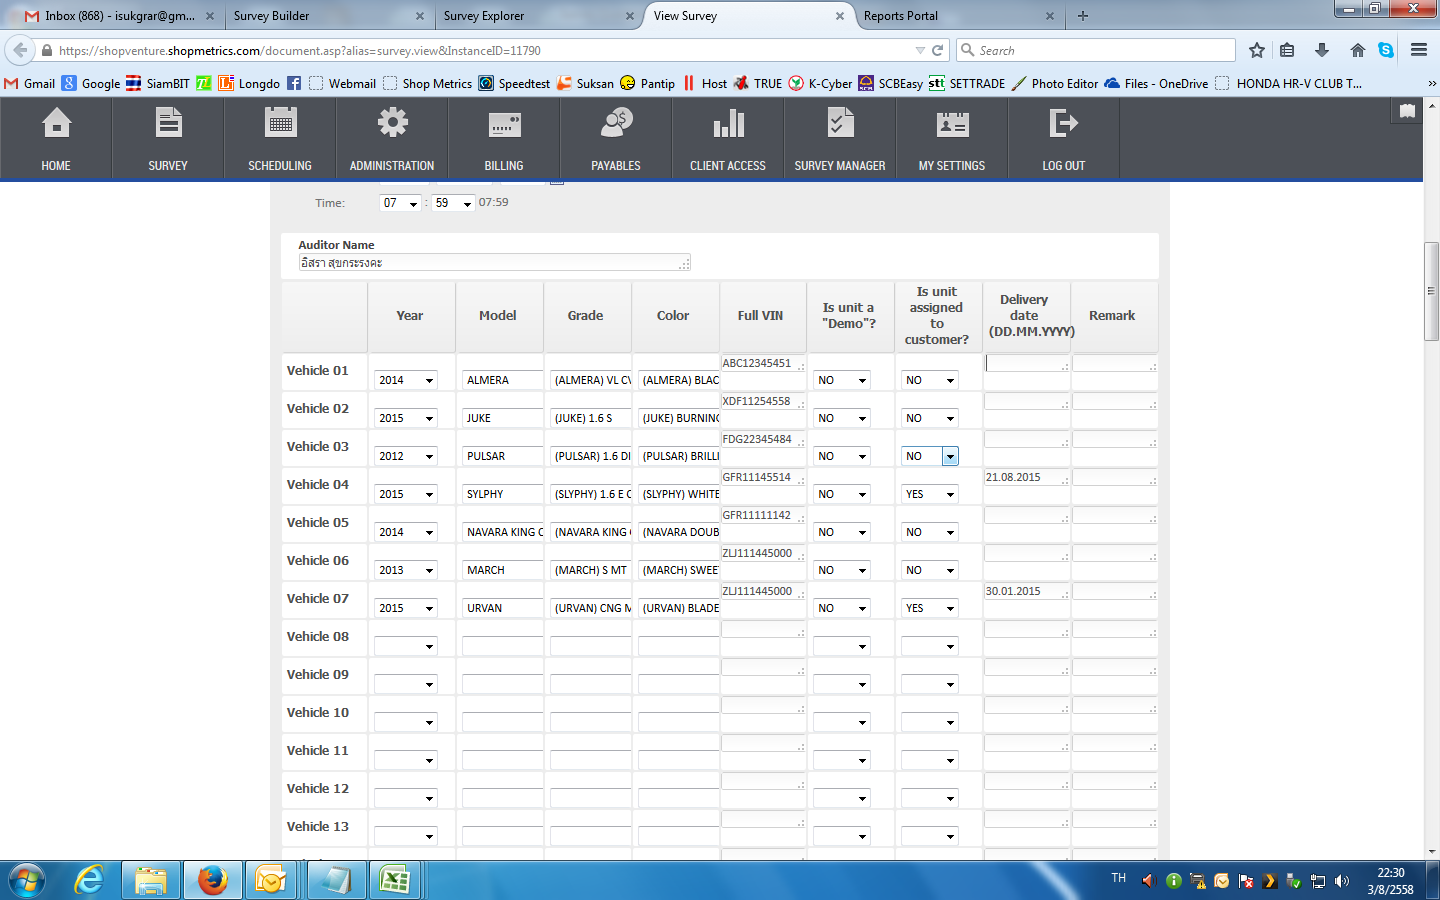 Inbox (868) - isukgrar@gm...
Survey Builder
Survey Explorer
View Survey
Reports Portal
https://shopventure.shopmetrics.com/document.asp?alias=survey.view&InstanceID=11790
Search
Gmail Google SiamBIT Longdo Webmail Shop Metrics Speedtest Suksan Pantip Host TRUE K-Cyber SCBEasy SETTRADE Photo Editor Files - OneDrive HONDA HR-V CLUB T...
HOME SURVEY SCHEDULING ADMINISTRATION BILLING PAYABLES CLIENT ACCESS SURVEY MANAGER MY SETTINGS LOG OUT
Time: 07 : 59 07:59
Auditor Name
อิสรา สุขกระรงคะ
Year Model Grade Color Full VIN Is unit a "Demo"? Is unit assigned to customer? Delivery date (DD.MM.YYYY) Remark
Vehicle 01 2014 ALMERA (ALMERA) VL CV (ALMERA) BLAC ABC12345451 NO NO
Vehicle 02 2015 JUKE (JUKE) 1.6 S (JUKE) BURNING XDF11254558 NO NO
Vehicle 03 2012 PULSAR (PULSAR) 1.6 DI (PULSAR) BRILLI FDG22345484 NO NO
Vehicle 04 2015 SYLPHY (SLYPHY) 1.6 E C (SLYPHY) WHITE GFR11145514 NO YES 21.08.2015
Vehicle 05 2014 NAVARA KING C (NAVARA KING (NAVARA DOUB GFR11111142 NO NO
Vehicle 06 2013 MARCH (MARCH) S MT (MARCH) SWEE ZLJ111445000 NO NO
Vehicle 07 2015 URVAN (URVAN) CNG M (URVAN) BLADE ZLJ111445000 NO YES 30.01.2015
Vehicle 08
Vehicle 09
Vehicle 10
Vehicle 11
Vehicle 12
Vehicle 13
TH
22:30
3/8/2558